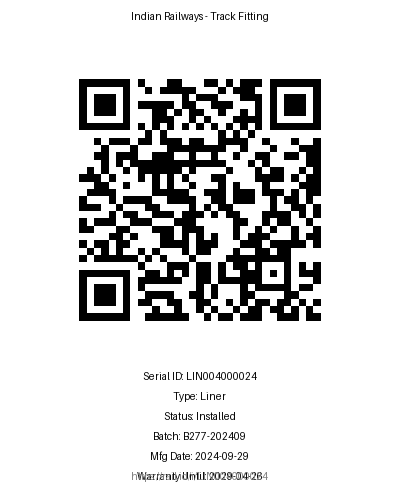 Indian Railways - Track Fitting
Serial ID: LIN004000024
Type: Liner
Status: Installed
Batch: B277-202409
Mfg Date: 2024-09-29
Warranty Until: 2029-04-26